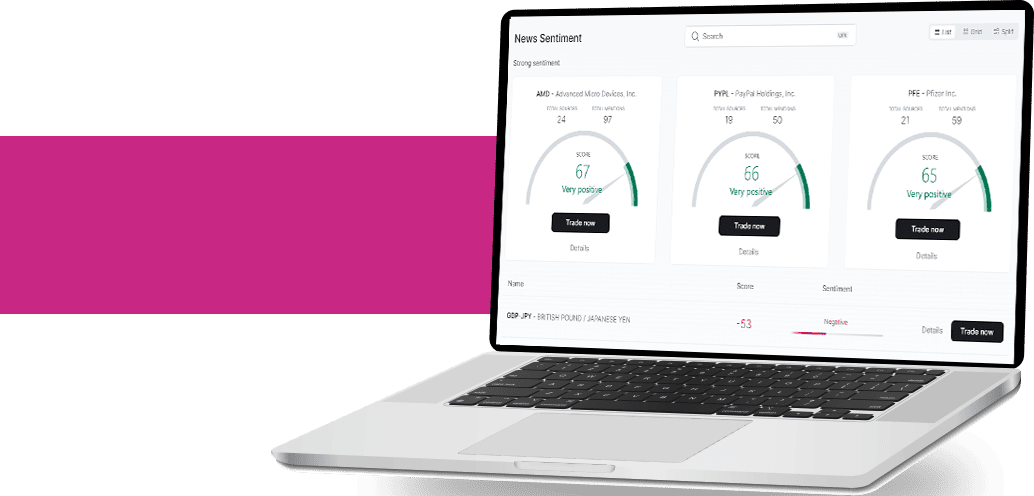 News Sentiment
Search
List Grid Split
Strong sentiment
AMD - Advanced Micro Devices, Inc.
TOTAL SOURCES TOTAL MENTIONS
24 97
SCORE
67
Very positive
Trade now
Details
PYPL - PayPal Holdings, Inc.
TOTAL SOURCES TOTAL MENTIONS
19 50
SCORE
66
Very positive
Trade now
Details
PFE - Pfizer Inc.
TOTAL SOURCES TOTAL MENTIONS
21 59
SCORE
65
Very positive
Trade now
Details
Name Score Sentiment
GBP-JPY - BRITISH POUND / JAPANESE YEN -53 Negative Details Trade now